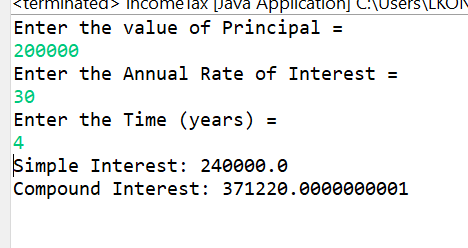 <terminated> IncomeTax [Java Application] C:\Users\LKON
Enter the value of Principal =
200000
Enter the Annual Rate of Interest =
30
Enter the Time (years) =
4
Simple Interest: 240000.0
Compound Interest: 371220.0000000001